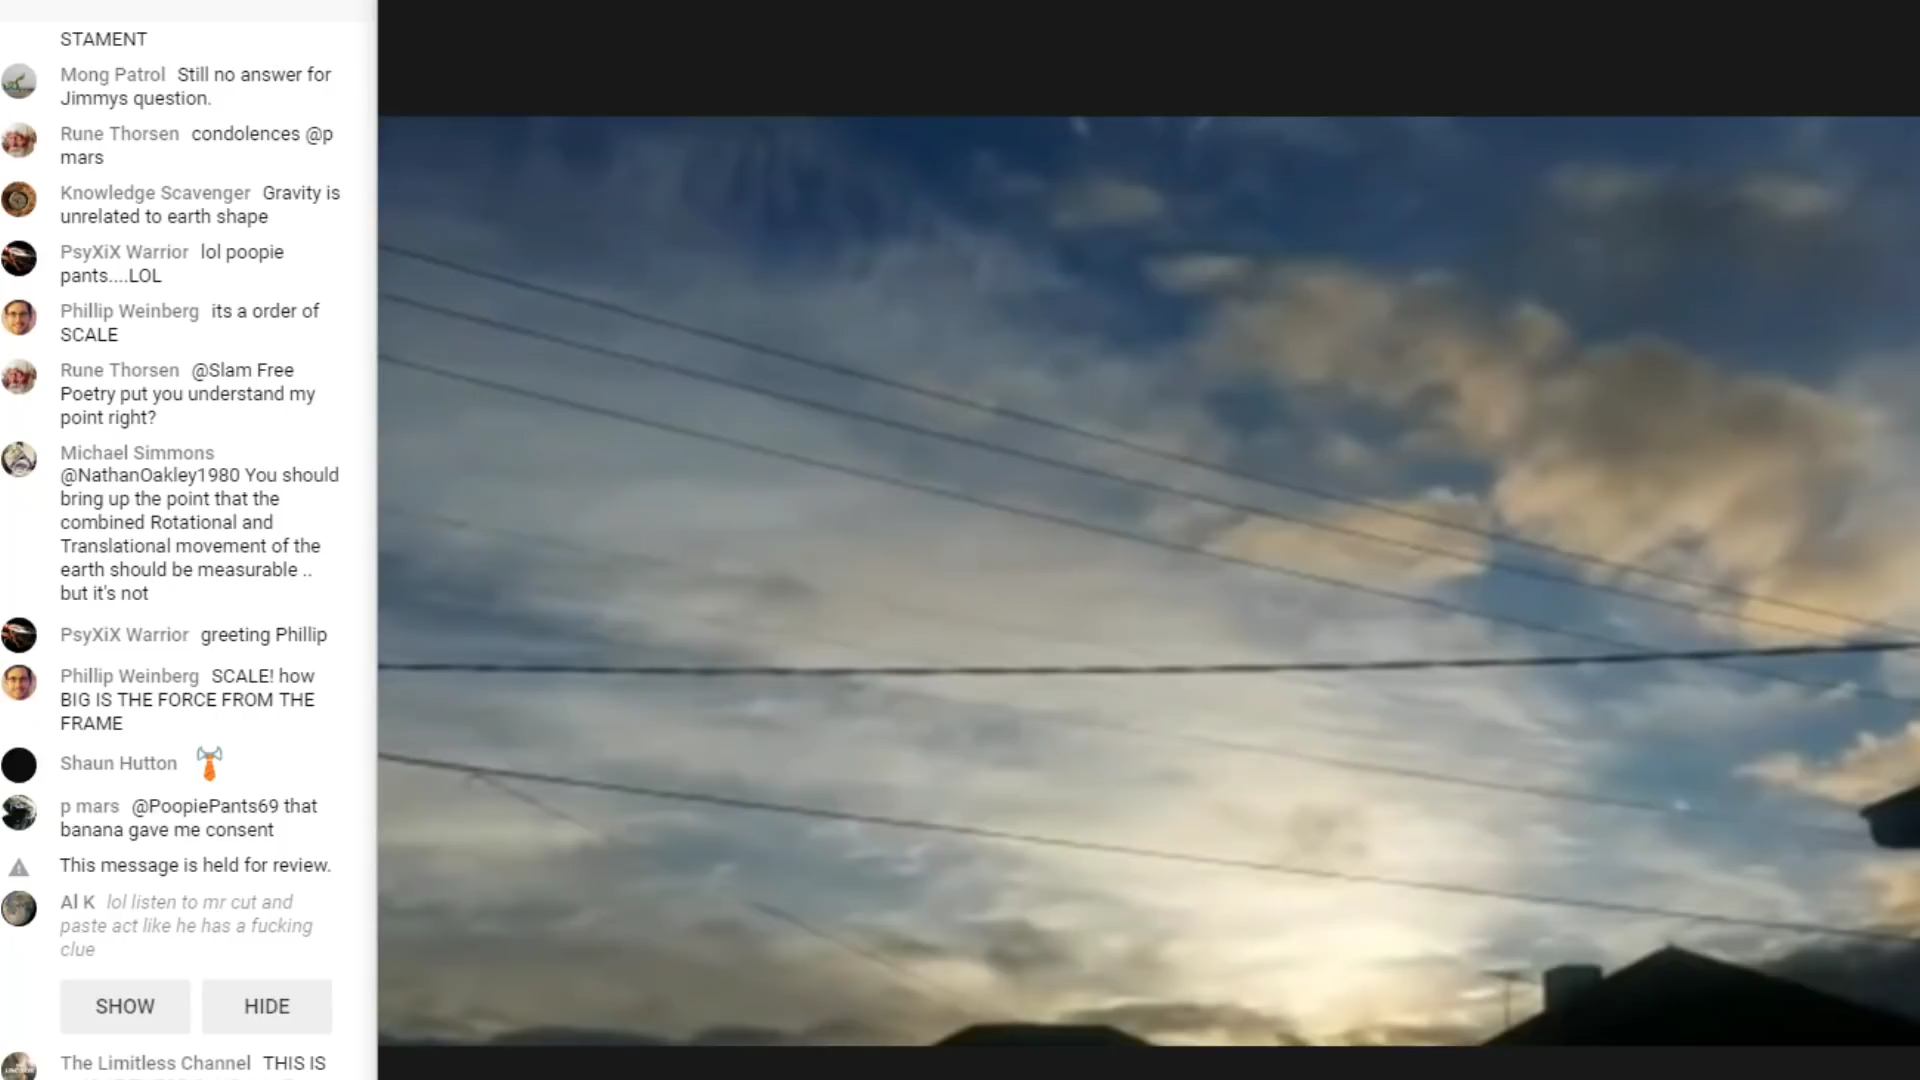 STAMENT
Mong Patrol Still no answer for
Jimmys question.
Rune Thorsen condolences @p
mars
Knowledge Scavenger Gravity is
unrelated to earth shape
PsyXiX Warrior lol poopie
pants....LOL
Phillip Weinberg its a order of
SCALE
Rune Thorsen @Slam Free
Poetry put you understand my
point right?
Michael Simmons
@NathanOakley1980 You should
bring up the point that the
combined Rotational and
Translational movement of the
earth should be measurable ..
but it's not
PsyXiX Warrior greeting Phillip
Phillip Weinberg SCALE! how
BIG IS THE FORCE FROM THE
FRAME
Shaun Hutton
p mars @PoopiePants69 that
banana gave me consent
This message is held for review.
Al K lol listen to mr cut and
paste act like he has a fucking
clue
SHOW HIDE
The Limitless Channel THIS IS